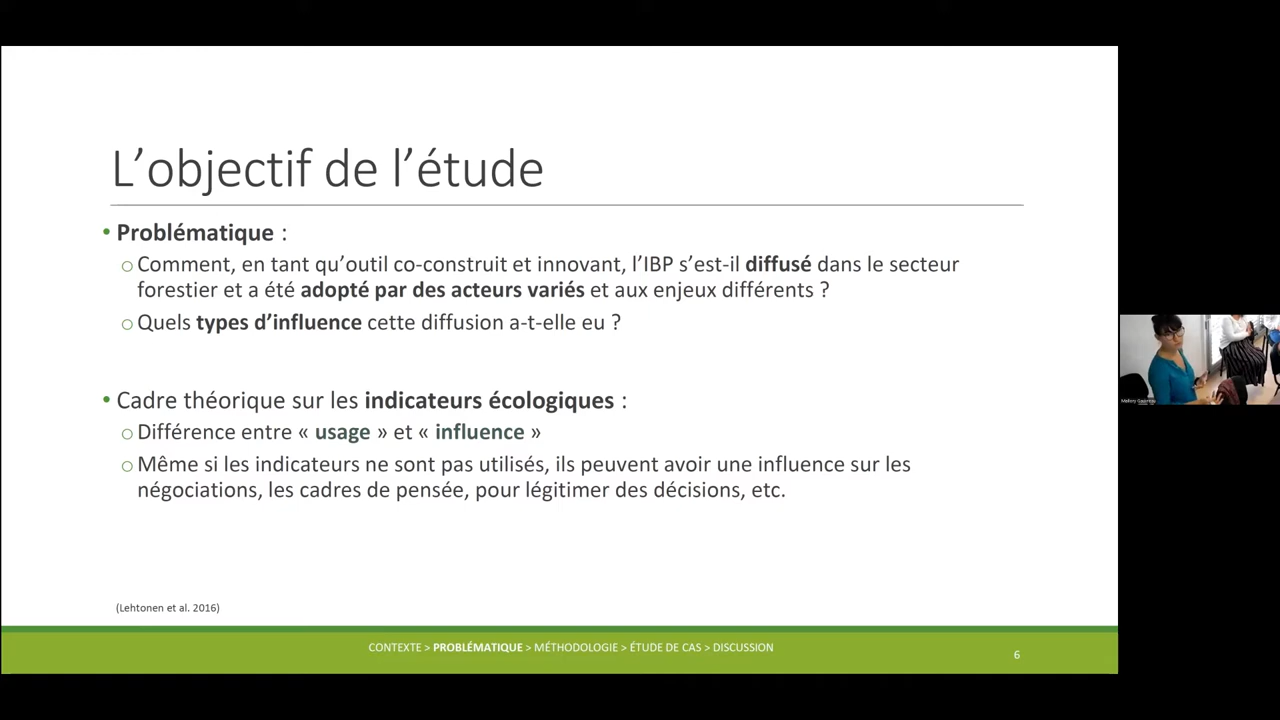 L’objectif de l’étude
• Problématique :
o Comment, en tant qu’outil co-construit et innovant, l’IBP s’est-il diffusé dans le secteur
forestier et a été adopté par des acteurs variés et aux enjeux différents ?
o Quels types d’influence cette diffusion a-t-elle eu ?
• Cadre théorique sur les indicateurs écologiques :
o Différence entre « usage » et « influence »
o Même si les indicateurs ne sont pas utilisés, ils peuvent avoir une influence sur les
négociations, les cadres de pensée, pour légitimer des décisions, etc.
(Lehtonen et al. 2016)
CONTEXTE > PROBLÉMATIQUE > MÉTHODOLOGIE > ÉTUDE DE CAS > DISCUSSION
6